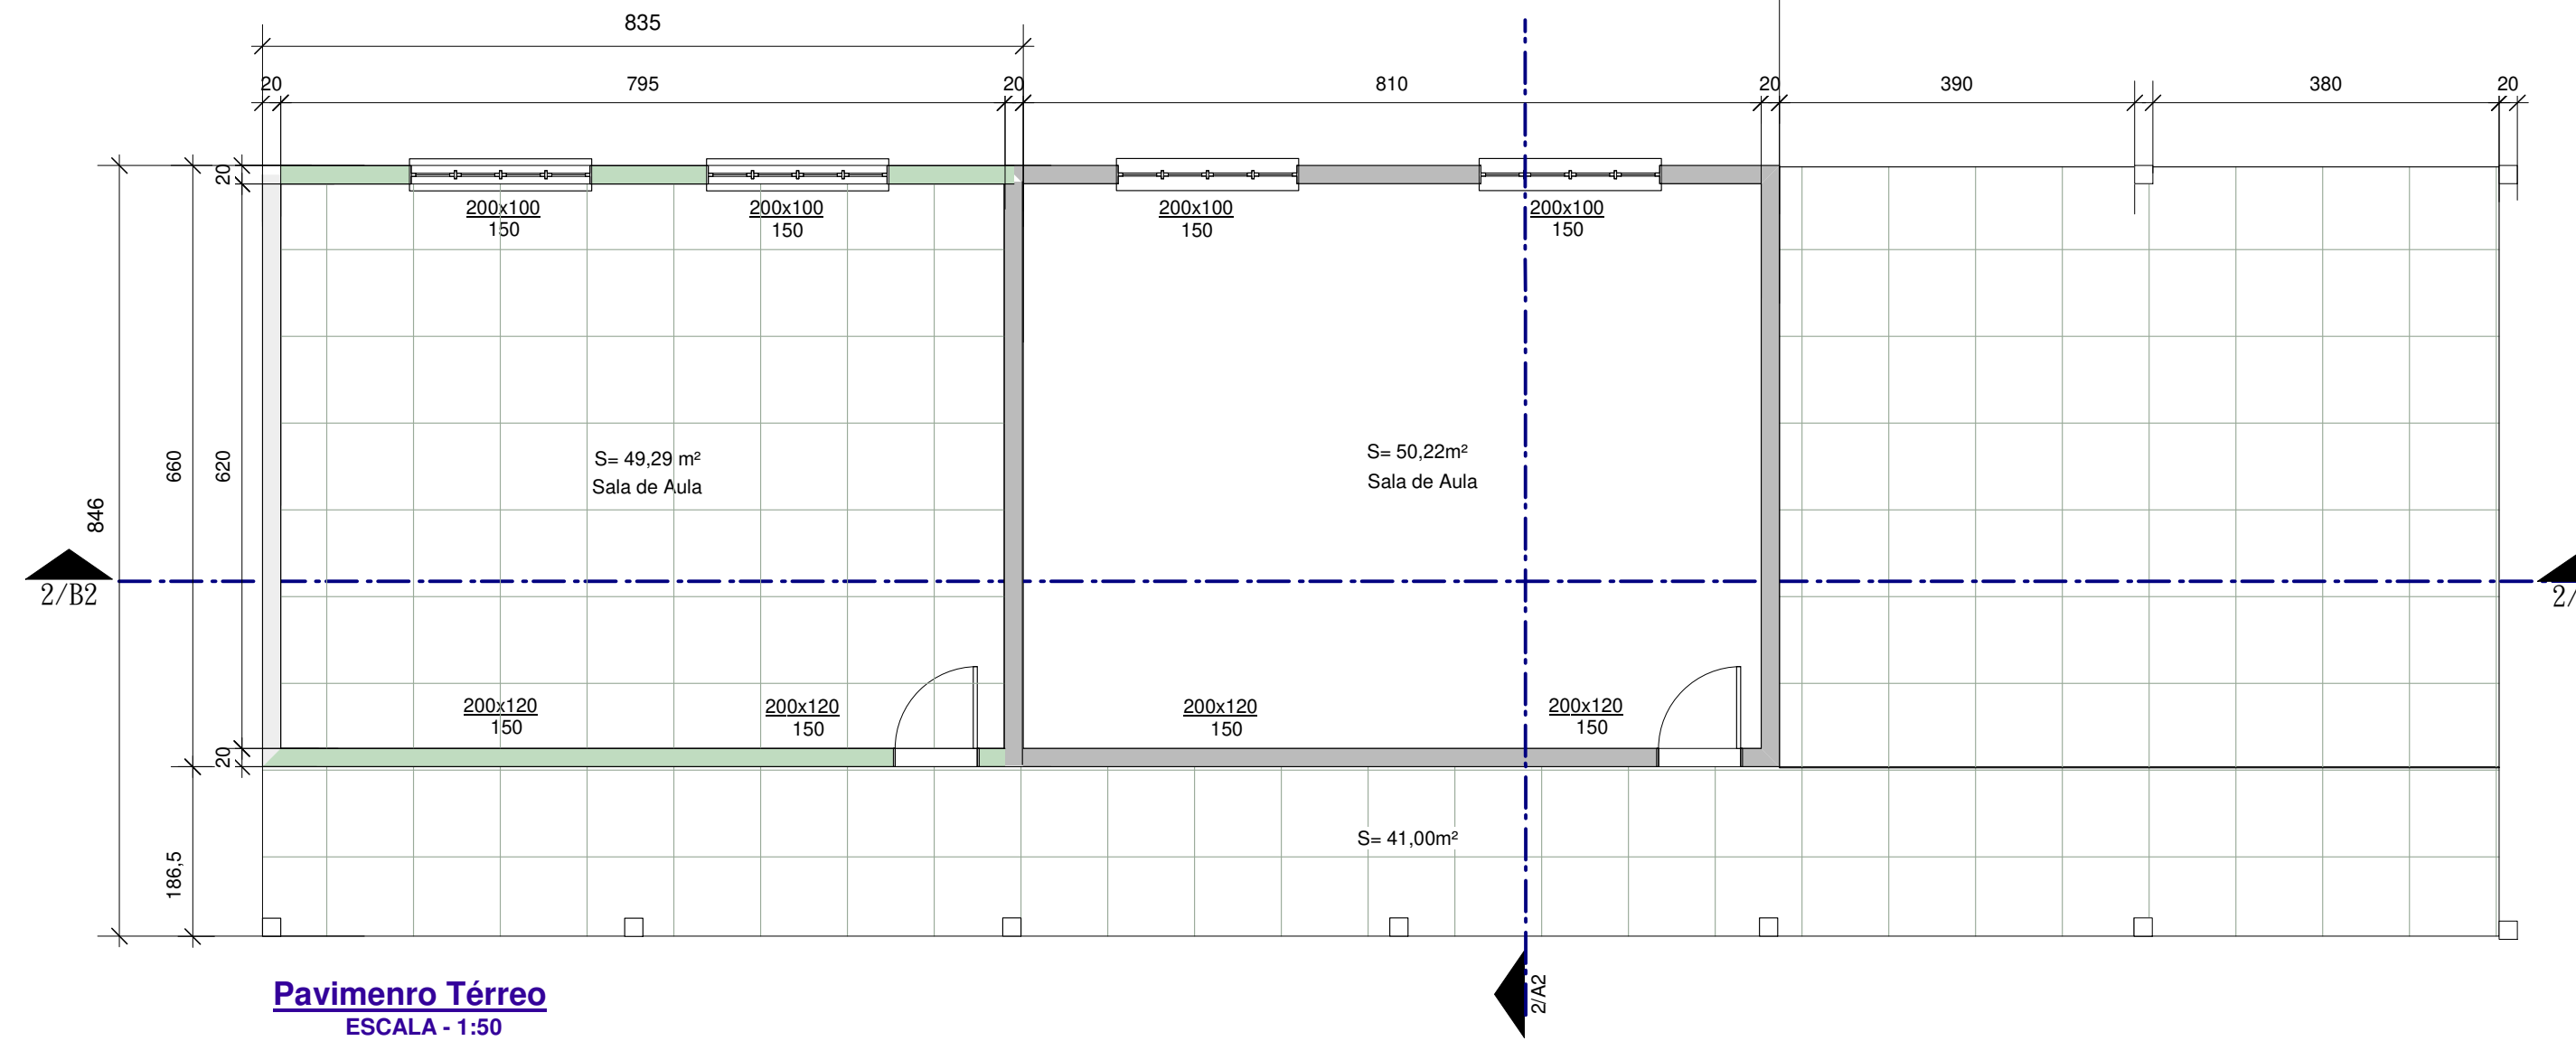 835
20
795
20
810
20
390
380
20
20
200x100
150
200x100
150
200x100
150
200x100
150
660
620
846
S= 49,29 m²
Sala de Aula
S= 50,22m²
Sala de Aula
2/B2
2/
200x120
150
200x120
150
200x120
150
200x120
150
20
186,5
S= 41,00m²
2/A2
Pavimenro Térreo
ESCALA - 1:50